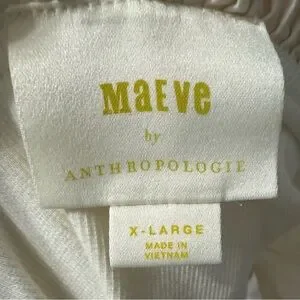 MaEve
by
ANTHROPOLOGIE
X-LARGE
MADE IN
VIETNAM